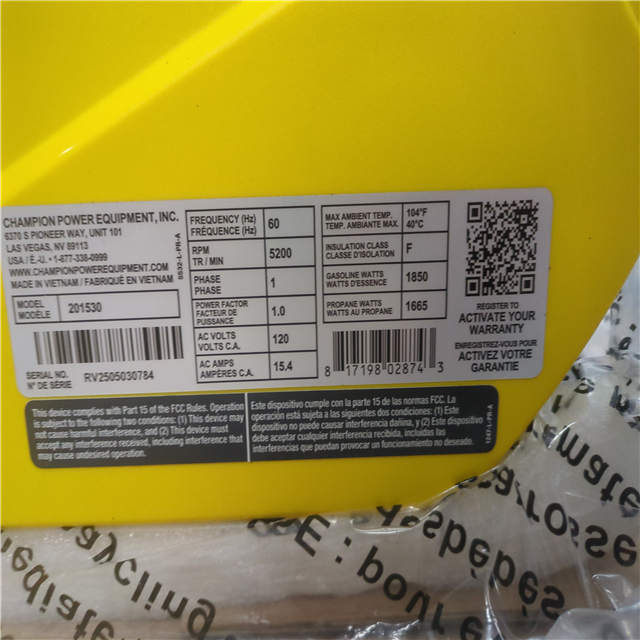 CHAMPION POWER EQUIPMENT, INC.
6370 S PIONEER WAY, UNIT 101
LAS VEGAS, NV 89113
USA / É.-U. • 1-877-338-0999
WWW.CHAMPIONPOWEREQUIPMENT.COM
MADE IN VIETNAM / FABRIQUÉ EN VIETNAM
MODEL
MODÈLE
201530
SERIAL NO.
N° DE SÉRIE
RV2505030784
5532-L-PR-A
FREQUENCY (Hz)
FRÉQUENCE (Hz)
60
RPM
TR / MIN
5200
PHASE
PHASE
1
POWER FACTOR
FACTEUR DE
PUISSANCE
1.0
AC VOLTS
VOLTS C.A.
120
AC AMPS
AMPÈRES C.A.
15.4
MAX AMBIENT TEMP.
TEMP. AMBIANTE MAX.
104°F
40°C
INSULATION CLASS
CLASSE D'ISOLATION
F
GASOLINE WATTS
WATTS D'ESSENCE
1850
PROPANE WATTS
WATTS AU PROPANE
1665
8 17198 02874 3
REGISTER TO
ACTIVATE YOUR
WARRANTY
ENREGISTREZ-VOUS POUR
ACTIVEZ VOTRE
GARANTIE
This device complies with Part 15 of the FCC Rules. Operation
is subject to the following two conditions: (1) This device may
not cause harmful interference, and (2) This device must
accept any interference received, including interference that
may cause undesired operation.
Este dispositivo cumple con la parte 15 de las normas FCC. La
operación está sujeta a las siguientes dos condiciones: (1) Este
dispositivo no puede causar interferencia dañina, y (2) Este dispositivo
debe aceptar cualquier interferencia recibida, incluidas las
interferencias que pueden provocar un funcionamiento no deseado.